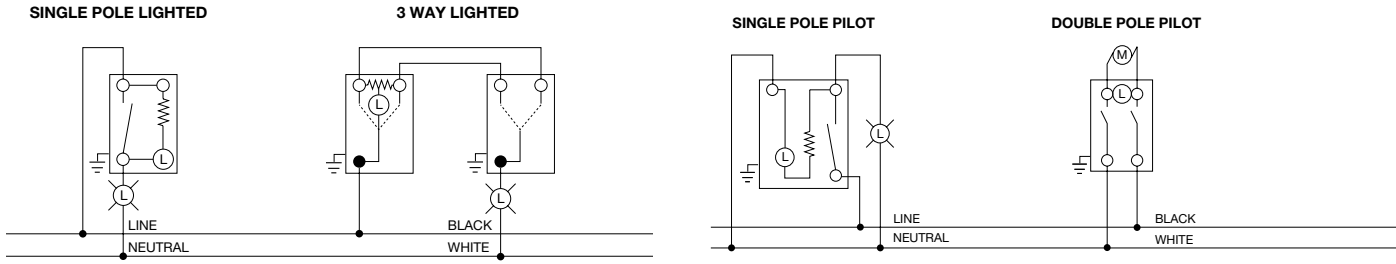 SINGLE POLE LIGHTED
3 WAY LIGHTED
SINGLE POLE PILOT
DOUBLE POLE PILOT
M
L
L
L
L
L
L
L
L
LINE
NEUTRAL
BLACK
WHITE
LINE
NEUTRAL
BLACK
WHITE